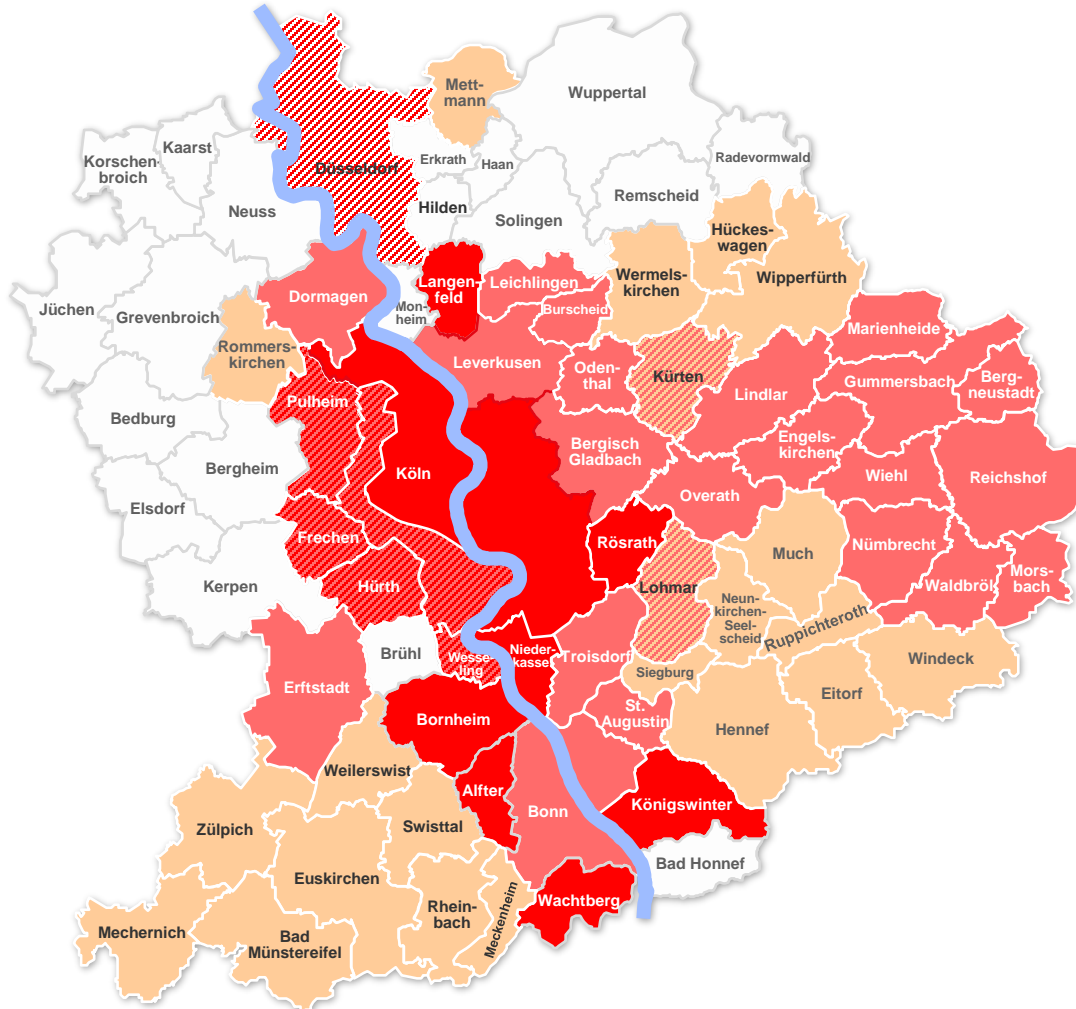 Mett-
mann
Wuppertal
Kaarst
Korschen-
broich
Düsseldorf
Erkrath
Haan
Radevormwald
Neuss
Hilden
Solingen
Remscheid
Hückes-
wagen
Wipperfürth
Wermels-
kirchen
Langen-
feld
Leichlingen
Dormagen
Mon-
heim
Burscheid
Jüchen
Grevenbroich
Rommers-
kirchen
Marienheide
Leverkusen
Oden-
thal
Kürten
Lindlar
Gummersbach
Berg-
neustadt
Pulheim
Bedburg
Bergheim
Köln
Bergisch
Gladbach
Engels-
kirchen
Wiehl
Reichshof
Elsdorf
Overath
Frechen
Rösrath
Much
Nümbrecht
Kerpen
Hürth
Lohmar
Neun-
kirchen-
Seel-
scheid
Ruppichteroth
Waldbröl
Mors-
bach
Brühl
Wesse-
ling
Nieder-
kassel
Troisdorf
Siegburg
Windeck
Erftstadt
Eitorf
Bornheim
St.
Augustin
Hennef
Weilerswist
Alfter
Bonn
Königswinter
Zülpich
Swisttal
Bad Honnef
Euskirchen
Rhein-
bach
Meckenheim
Wachtberg
Mechernich
Bad
Münstereifel